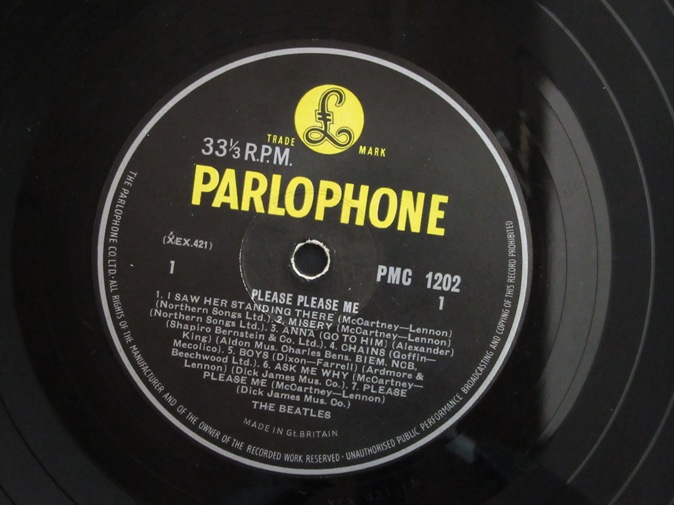 TRADE MARK
33⅓ R.P.M.
PARLOPHONE
(XEX.421)
1
PMC 1202
1
PLEASE PLEASE ME
1. I SAW HER STANDING THERE (McCartney—Lennon)
(Northern Songs Ltd.) 2. MISERY (McCartney—Lennon)
(Northern Songs Ltd.) 3. ANNA (GO TO HIM) (Alexander)
(Shapiro Bernstein & Co. Ltd.) 4. CHAINS (Goffin—
King) (Aldon Mus. Charles Bens. BIEM. NCB,
Mecolico). 5. BOYS (Dixon—Farrell) (Ardmore &
Beechwood Ltd.) 6. ASK ME WHY (McCartney—
Lennon) (Dick James Mus. Co.) 7. PLEASE
PLEASE ME (McCartney—Lennon)
(Dick James Mus. Co.)
THE BEATLES
MADE IN Gt. BRITAIN
THE PARLOPHONE CO. LTD.-ALL RIGHTS OF THE MANUFACTURER AND OF THE OWNER OF THE RECORDED WORK RESERVED · UNAUTHORISED PUBLIC PERFORMANCE BROADCASTING AND COPYING OF THIS RECORD PROHIBITED